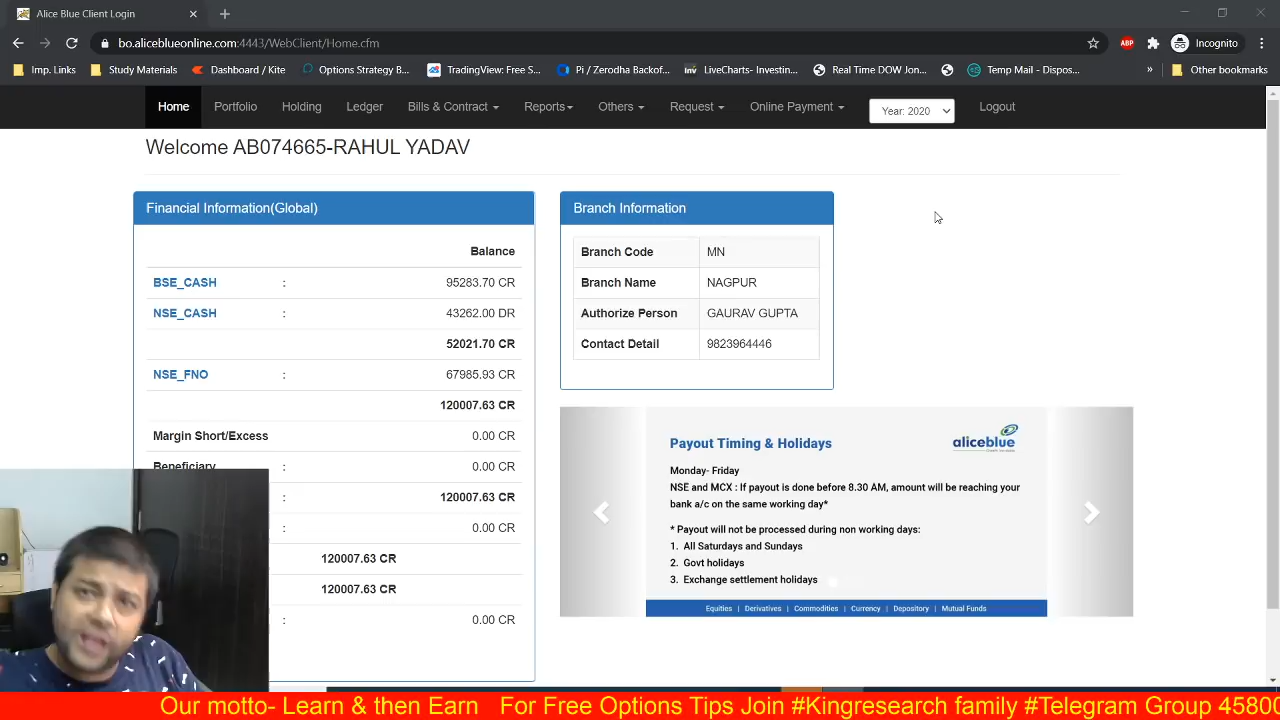 Alice Blue Client Login
bo.aliceblueonline.com:4443/WebClient/Home.cfm
ABP
Incognito
Imp. Links
Study Materials
Dashboard / Kite
Options Strategy B...
TradingView: Free S...
Pi / Zerodha Backof...
Inv
LiveCharts- Investin...
Real Time DOW Jon...
Temp Mail - Dispos...
»
Other bookmarks
Home Portfolio Holding Ledger Bills & Contract Reports Others Request Online Payment Year: 2020 Logout
Welcome AB074665-RAHUL YADAV
Financial Information(Global)
Balance
BSE_CASH : 95283.70 CR
NSE_CASH : 43262.00 DR
52021.70 CR
NSE_FNO : 67985.93 CR
120007.63 CR
Margin Short/Excess 0.00 CR
Beneficiary : 0.00 CR
: 120007.63 CR
: 0.00 CR
120007.63 CR
120007.63 CR
: 0.00 CR
Branch Information
Branch Code MN
Branch Name NAGPUR
Authorize Person GAURAV GUPTA
Contact Detail 9823964446
Payout Timing & Holidays
aliceblue
Monday- Friday
NSE and MCX : If payout is done before 8.30 AM, amount will be reaching your
bank a/c on the same working day*
* Payout will not be processed during non working days:
1. All Saturdays and Sundays
2. Govt holidays
3. Exchange settlement holidays
Equities | Derivatives | Commodities | Currency | Depository | Mutual Funds
Our motto- Learn & then Earn For Free Options Tips Join #Kingresearch family #Telegram Group 45800